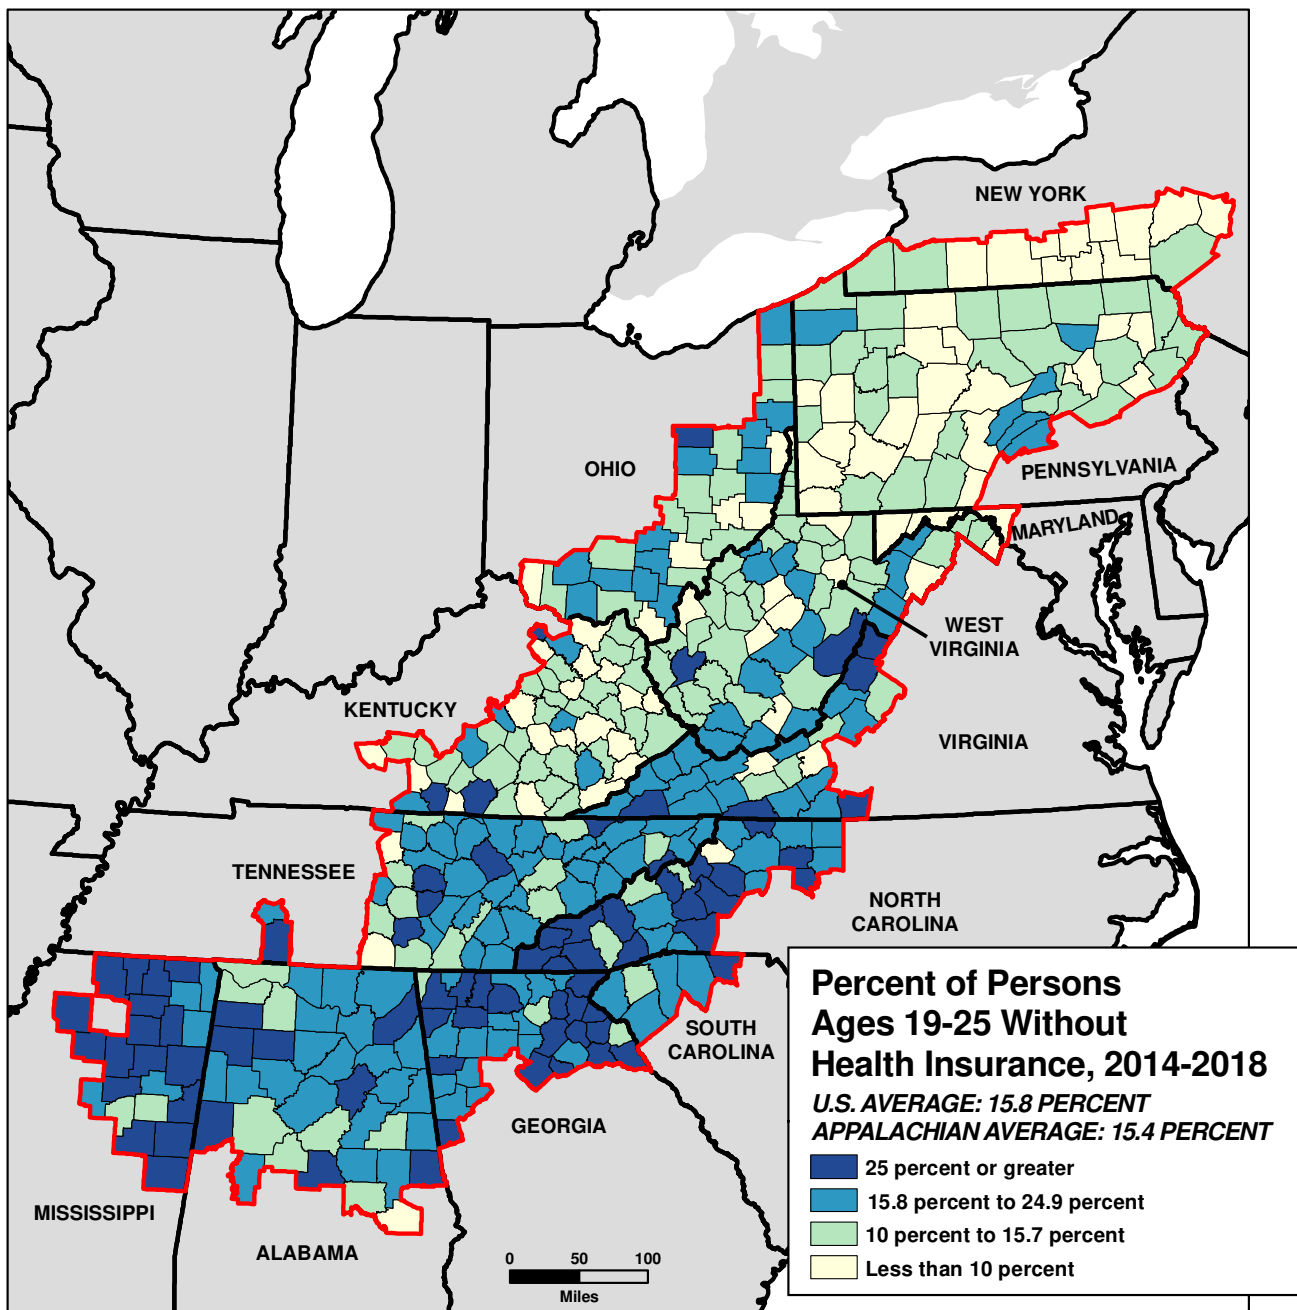 NEW YORK
OHIO
PENNSYLVANIA
MARYLAND
WEST
VIRGINIA
KENTUCKY
VIRGINIA
TENNESSEE
NORTH
CAROLINA
SOUTH
CAROLINA
GEORGIA
MISSISSIPPI
ALABAMA
0 50 100
Miles
Percent of Persons
Ages 19-25 Without
Health Insurance, 2014-2018
U.S. AVERAGE: 15.8 PERCENT
APPALACHIAN AVERAGE: 15.4 PERCENT
25 percent or greater
15.8 percent to 24.9 percent
10 percent to 15.7 percent
Less than 10 percent